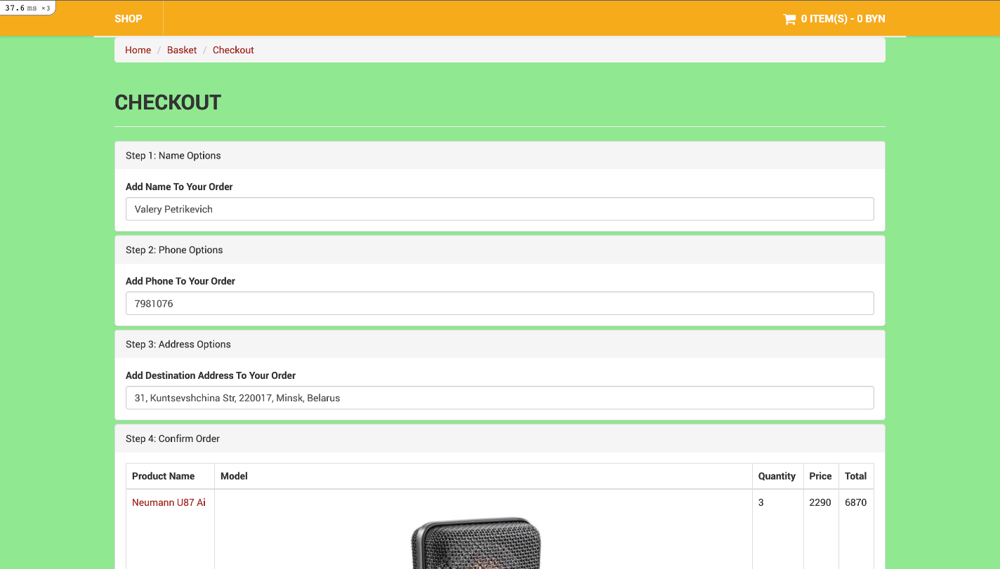 37.6 ms ×3
SHOP
0 ITEM(S) - 0 BYN
Home / Basket / Checkout
CHECKOUT
Step 1: Name Options
Add Name To Your Order
Valery Petrikevich
Step 2: Phone Options
Add Phone To Your Order
7981076
Step 3: Address Options
Add Destination Address To Your Order
31, Kuntsevshchina Str, 220017, Minsk, Belarus
Step 4: Confirm Order
Product Name Model Quantity Price Total
Neumann U87 Ai 3 2290 6870